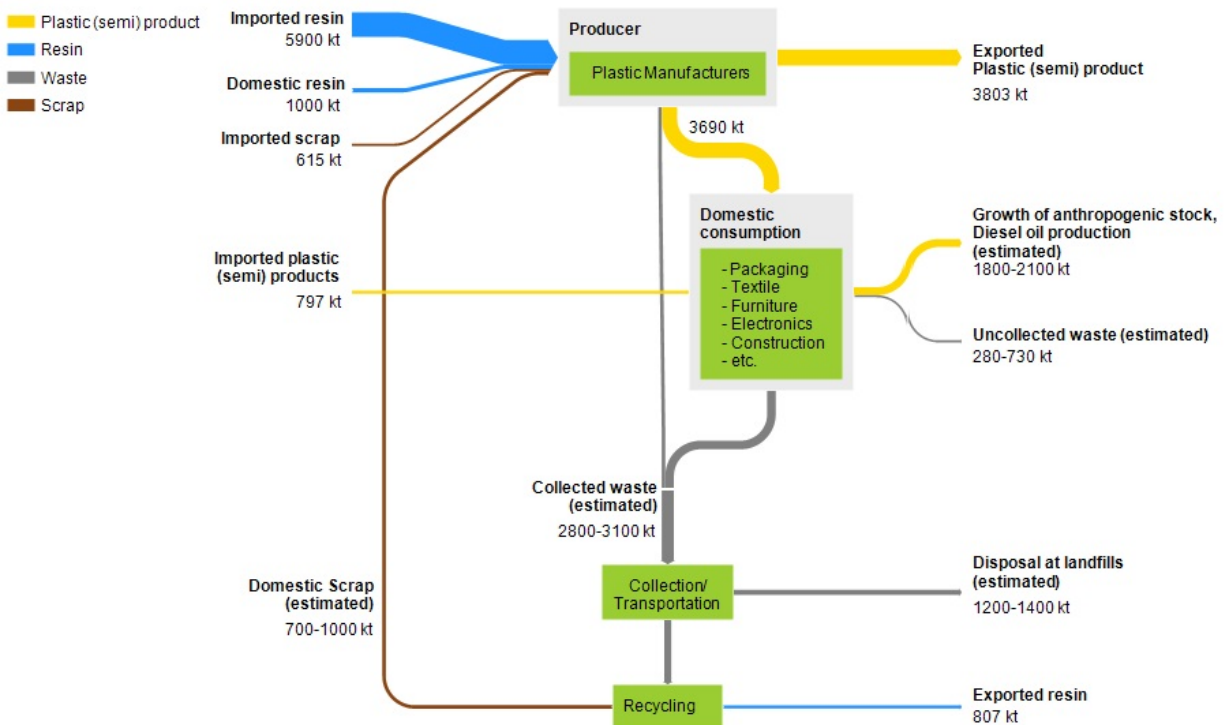 Plastic (semi) product
Resin
Waste
Scrap
Imported resin
5900 kt
Domestic resin
1000 kt
Imported scrap
615 kt
Producer
Plastic Manufacturers
Exported
Plastic (semi) product
3803 kt
3690 kt
Domestic
consumption
- Packaging
- Textile
- Furniture
- Electronics
- Construction
- etc.
Imported plastic
(semi) products
797 kt
Growth of anthropogenic stock,
Diesel oil production
(estimated)
1800-2100 kt
Uncollected waste (estimated)
280-730 kt
Collected waste
(estimated)
2800-3100 kt
Collection/
Transportation
Disposal at landfills
(estimated)
1200-1400 kt
Domestic Scrap
(estimated)
700-1000 kt
Recycling
Exported resin
807 kt